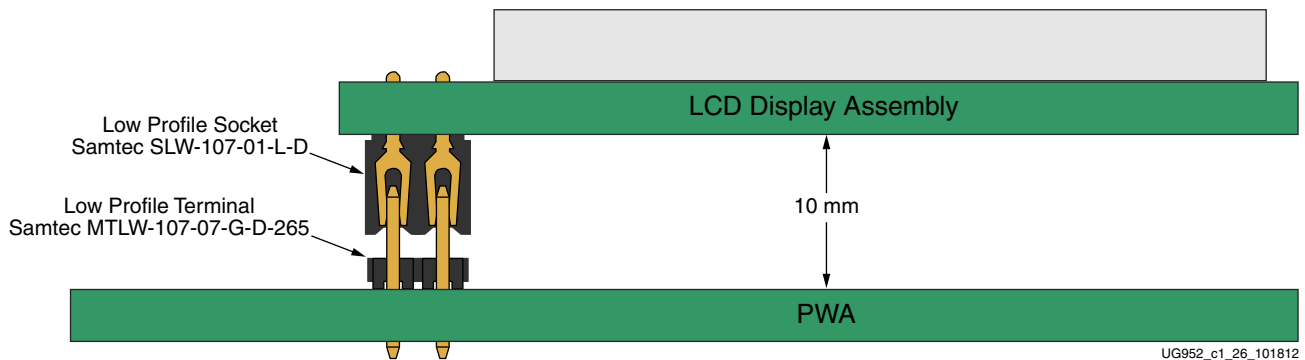 LCD Display Assembly
Low Profile Socket
Samtec SLW-107-01-L-D
Low Profile Terminal
Samtec MTLW-107-07-G-D-265
10 mm
PWA
UG952_c1_26_101812